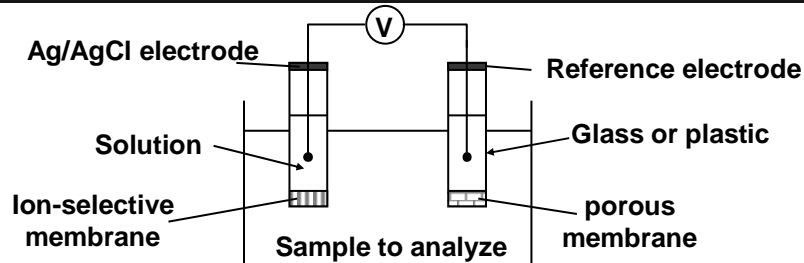 V
Ag/AgCl electrode
Reference electrode
Solution
Glass or plastic
Ion-selective
membrane
porous
membrane
Sample to analyze